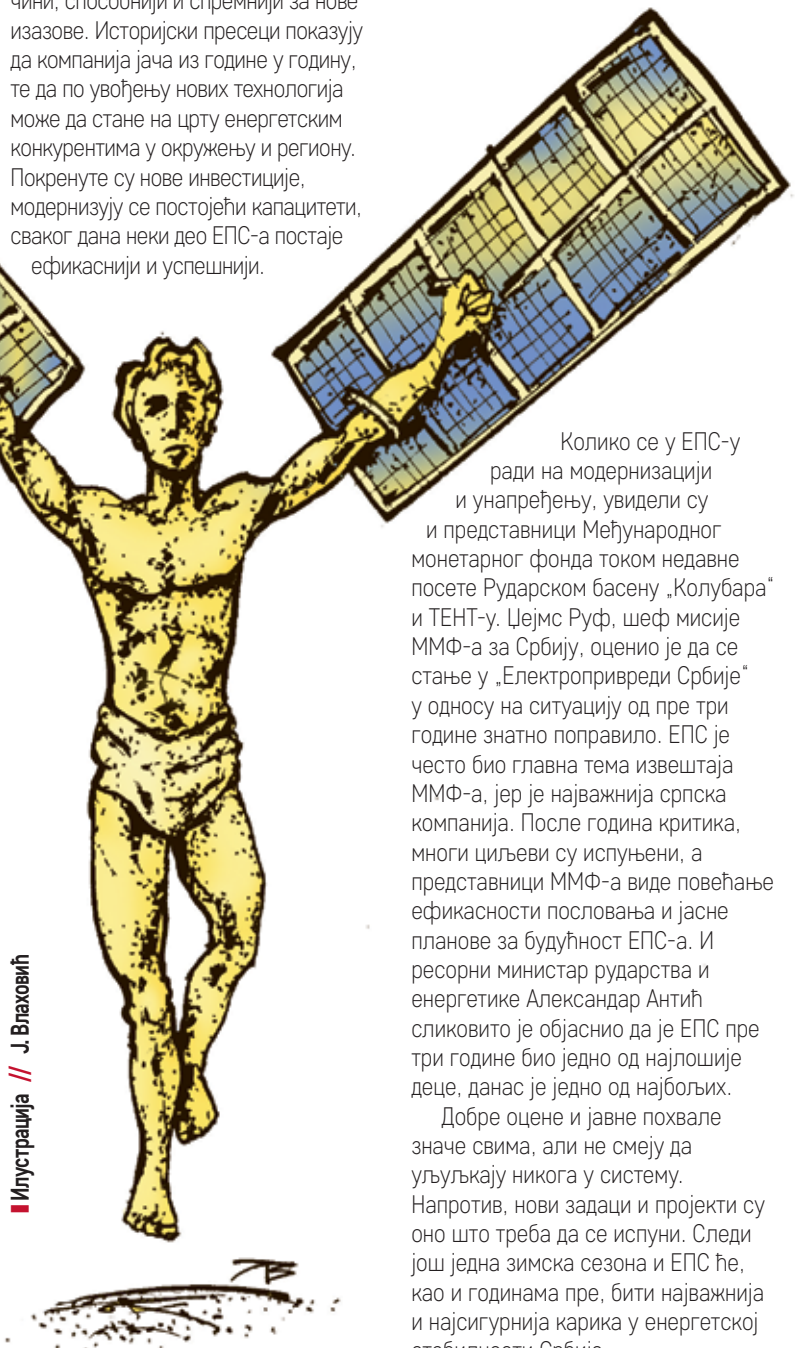 чини, способнији и спремнији за нове
изазове. Историјски пресеци показују
да компанија јача из године у годину,
те да по увођењу нових технологија
може да стане на црту енергетским
конкурентима у окружењу и региону.
Покренуте су нове инвестиције,
модернизују се постојећи капацитети,
сваког дана неки део ЕПС-а постаје
ефикаснији и успешнији.
Колико се у ЕПС-у
ради на модернизацији
и унапређењу, увидели су
и представници Међународног
монетарног фонда током недавне
посете Рударском басену „Колубара“
и ТЕНТ-у. Џејмс Руф, шеф мисије
ММФ-а за Србију, оценио је да се
стање у „Електропривреди Србије“
у односу на ситуацију од пре три
године знатно поправило. ЕПС је
често био главна тема извештаја
ММФ-а, јер је најважнија српска
компанија. После година критика,
многи циљеви су испуњени, а
представници ММФ-а виде повећање
ефикасности пословања и јасне
планове за будућност ЕПС-а. И
ресорни министар рударства и
енергетике Александар Антић
сликовито је објаснио да је ЕПС пре
три године био једно од најлошије
деце, данас је једно од најбољих.
Добре оцене и јавне похвале
значе свима, али не смеју да
уљуљкају никога у систему.
Напротив, нови задаци и пројекти су
оно што треба да се испуни. Следи
још једна зимска сезона и ЕПС ће,
као и годинама пре, бити најважнија
и најсигурнија карика у енергетској
стабилности Србије
Илустрација // Ј. Влаховић